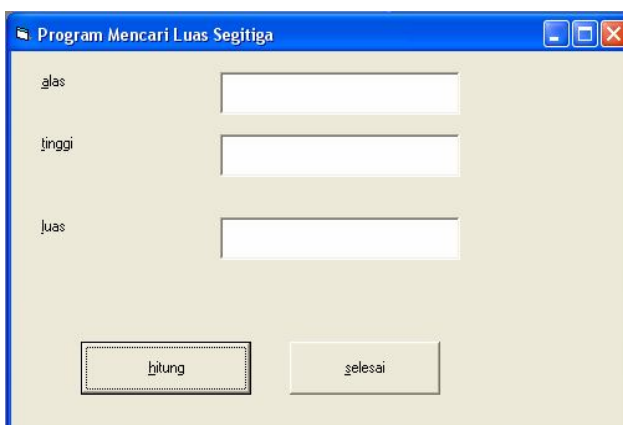 Program Mencari Luas Segitiga
alas
tinggi
luas
hitung selesai